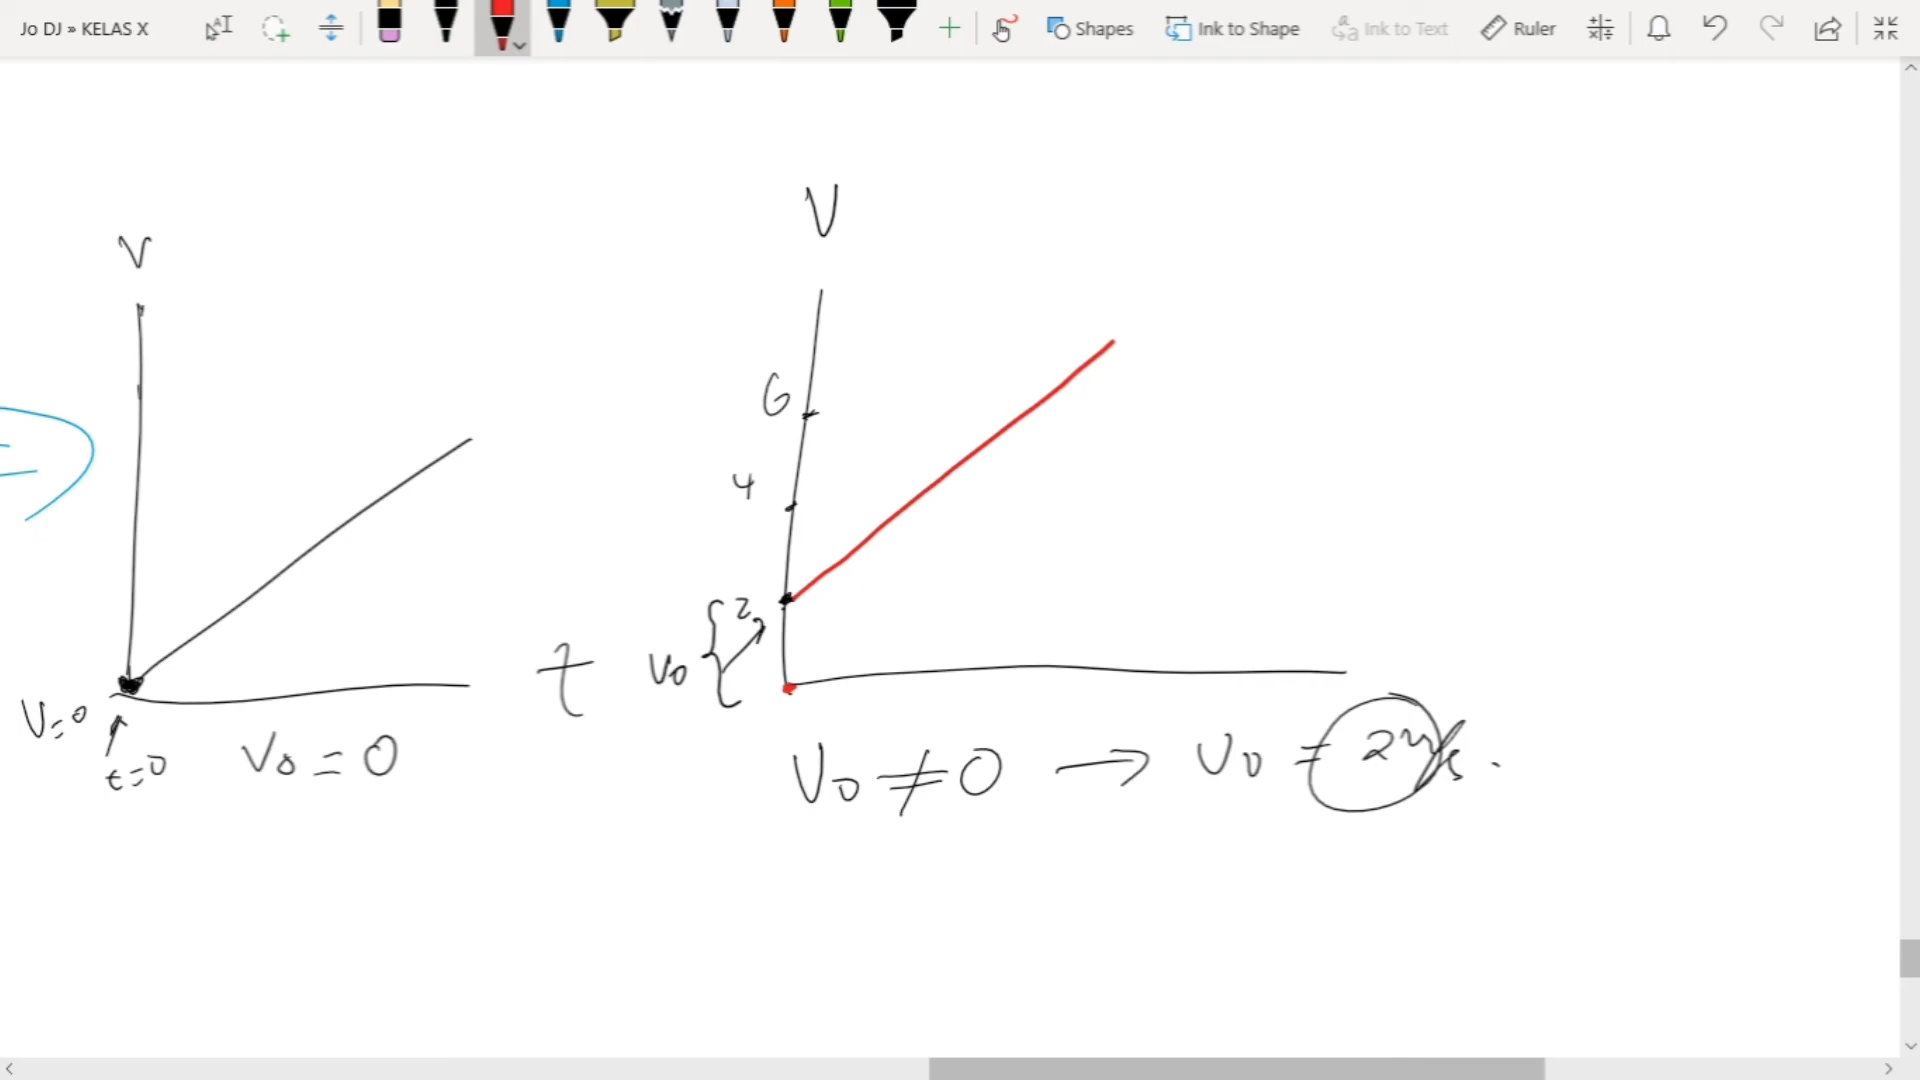 Jo DJ » KELAS X
Shapes
Ink to Shape
Ink to Text
Ruler
V
V
6
4
2
V0
t
V=0
t=0
V0 = 0
V0 ≠ 0 → V0 = 2 m/s.